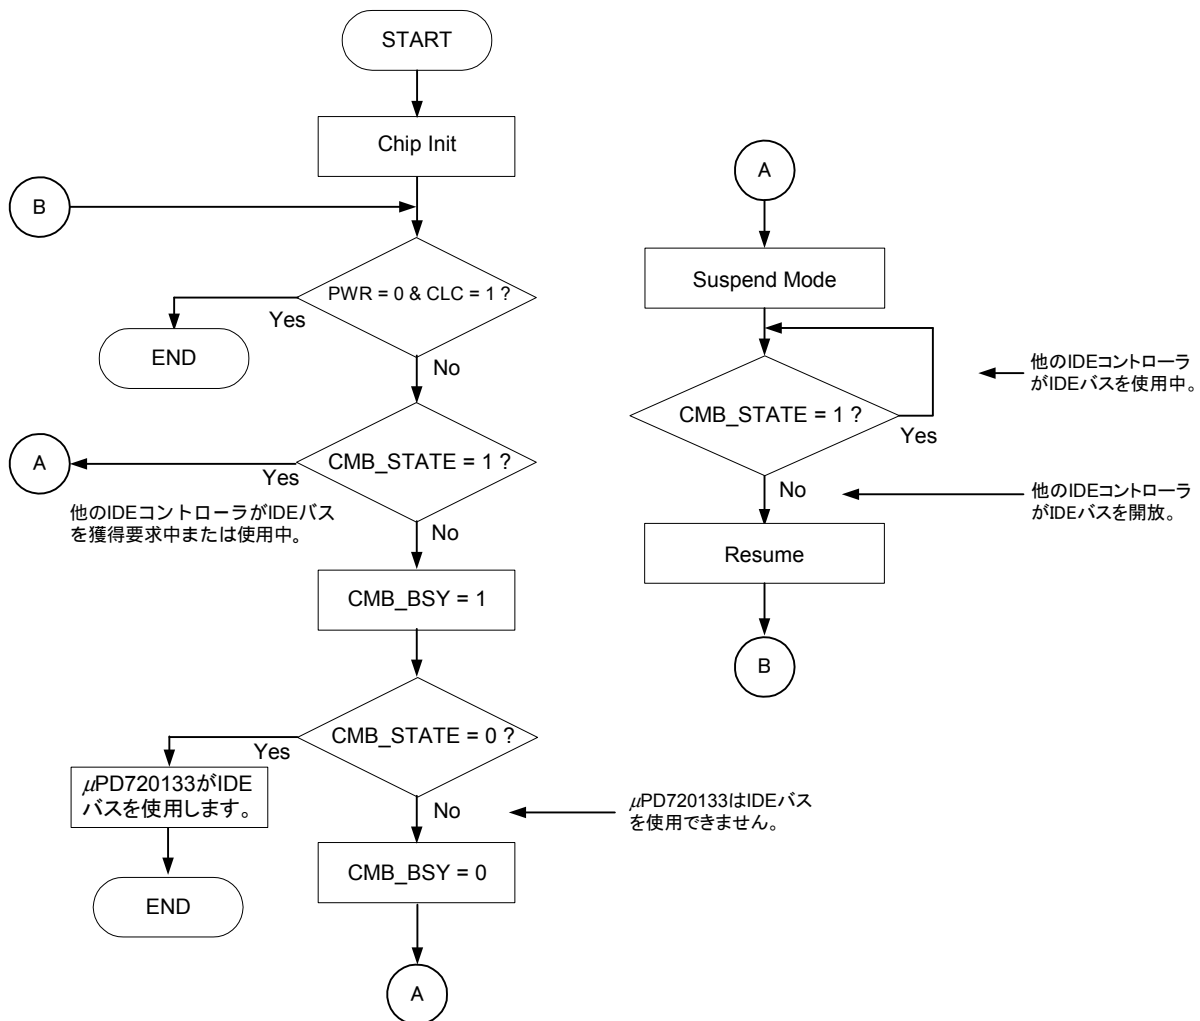 START
Chip Init
B
PWR = 0 & CLC = 1 ?
Yes
END
No
CMB_STATE = 1 ?
A
Yes
他のIDEコントローラがIDEバス
を獲得要求中または使用中。
No
CMB_BSY = 1
CMB_STATE = 0 ?
Yes
μPD720133がIDE
バスを使用します。
END
No
μPD720133はIDEバス
を使用できません。
CMB_BSY = 0
A
A
Suspend Mode
CMB_STATE = 1 ?
Yes
他のIDEコントローラ
がIDEバスを使用中。
No
他のIDEコントローラ
がIDEバスを開放。
Resume
B